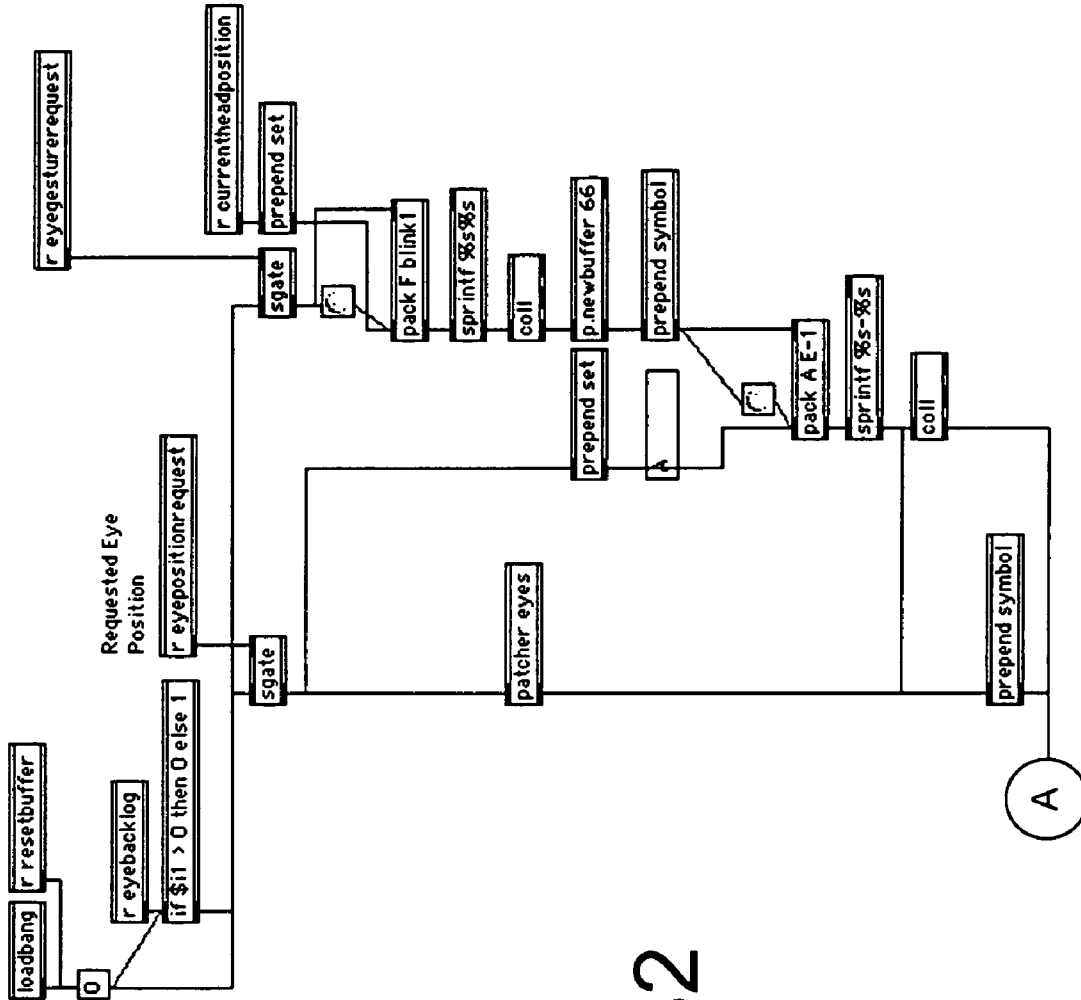 loadbang
r resetbuffer
0
r eyebacklog
if $i1 > 0 then 0 else 1
Requested Eye
Position
r eyepositionrequest
sgate
r eyegesturerequest
sgate
r currentheadposition
prepend set
pack F blink1
sprintf %s%s
coll
p.newbuffer 66
prepend symbol
patcher eyes
prepend set
A
pack A E-1
sprintf %s-%s
coll
prepend symbol
A
2